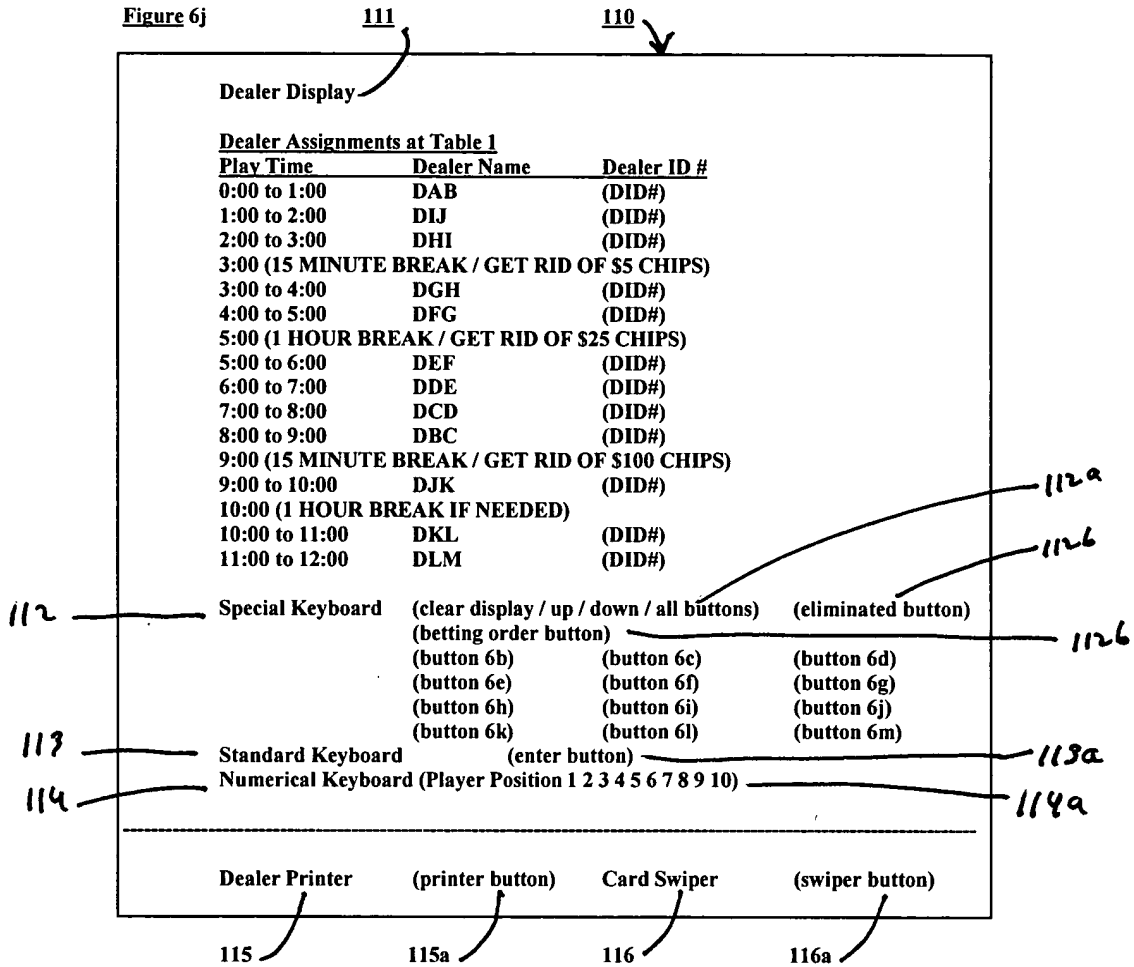 Figure 6j 111 110
Dealer Display
Dealer Assignments at Table 1
Play Time Dealer Name Dealer ID #
0:00 to 1:00 DAB (DID#)
1:00 to 2:00 DIJ (DID#)
2:00 to 3:00 DHI (DID#)
3:00 (15 MINUTE BREAK / GET RID OF $5 CHIPS)
3:00 to 4:00 DGH (DID#)
4:00 to 5:00 DFG (DID#)
5:00 (1 HOUR BREAK / GET RID OF $25 CHIPS)
5:00 to 6:00 DEF (DID#)
6:00 to 7:00 DDE (DID#)
7:00 to 8:00 DCD (DID#)
8:00 to 9:00 DBC (DID#)
9:00 (15 MINUTE BREAK / GET RID OF $100 CHIPS)
9:00 to 10:00 DJK (DID#)
112a
10:00 (1 HOUR BREAK IF NEEDED)
10:00 to 11:00 DKL (DID#)
112b
11:00 to 12:00 DLM (DID#)
112 Special Keyboard (clear display / up / down / all buttons) (eliminated button)
(betting order button) 112b
(button 6b) (button 6c) (button 6d)
(button 6e) (button 6f) (button 6g)
(button 6h) (button 6i) (button 6j)
(button 6k) (button 6l) (button 6m)
113 Standard Keyboard (enter button) 113a
114 Numerical Keyboard (Player Position 1 2 3 4 5 6 7 8 9 10) 114a
Dealer Printer (printer button) Card Swiper (swiper button)
115 115a 116 116a